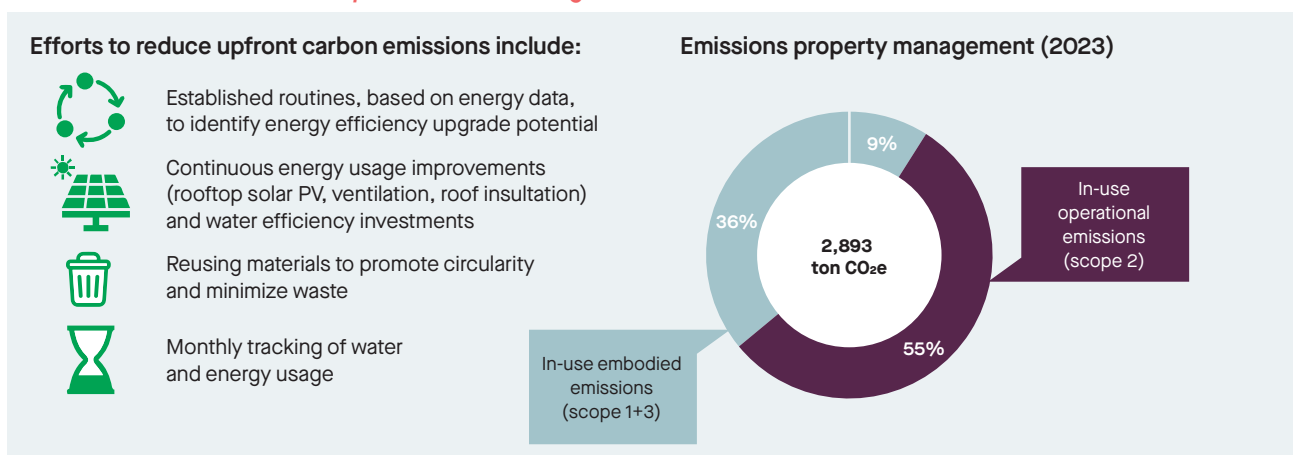 Efforts to reduce upfront carbon emissions include:
Established routines, based on energy data,
to identify energy efficiency upgrade potential
Continuous energy usage improvements
(rooftop solar PV, ventilation, roof insultation)
and water efficiency investments
Reusing materials to promote circularity
and minimize waste
Monthly tracking of water
and energy usage
Emissions property management (2023)
9%
36%
55%
2,893
ton CO₂e
In-use
operational
emissions
(scope 2)
In-use embodied
emissions
(scope 1+3)